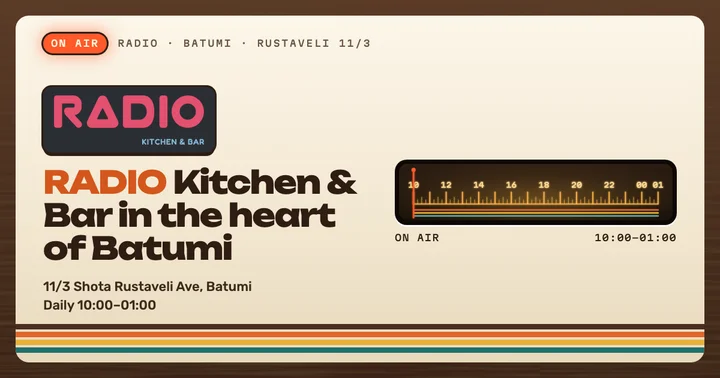 ON AIR RADIO · BATUMI · RUSTAVELI 11/3
RADIO
KITCHEN & BAR
RADIO Kitchen &
Bar in the heart
of Batumi
11/3 Shota Rustaveli Ave, Batumi
Daily 10:00–01:00
10 12 14 16 18 20 22 00 01
ON AIR 10:00–01:00